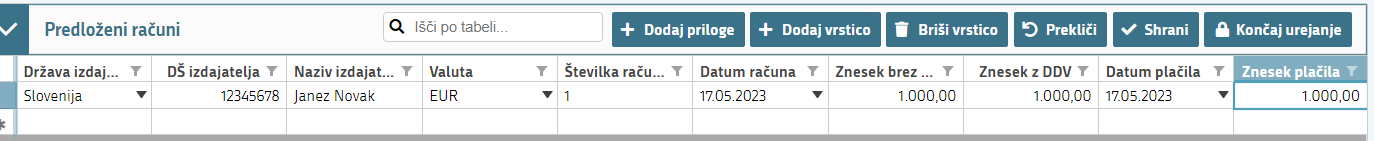 Predloženi računi
Išči po tabeli...
Dodaj priloge
Dodaj vrstico
Briši vrstico
Prekliči
Shrani
Končaj urejanje
Država izdaj... DŠ izdajatelja Naziv izdajat... Valuta Številka raču... Datum računa Znesek brez ... Znesek z DDV Datum plačila Znesek plačila
Slovenija 12345678 Janez Novak EUR 1 17.05.2023 1.000,00 1.000,00 17.05.2023 1.000,00
*